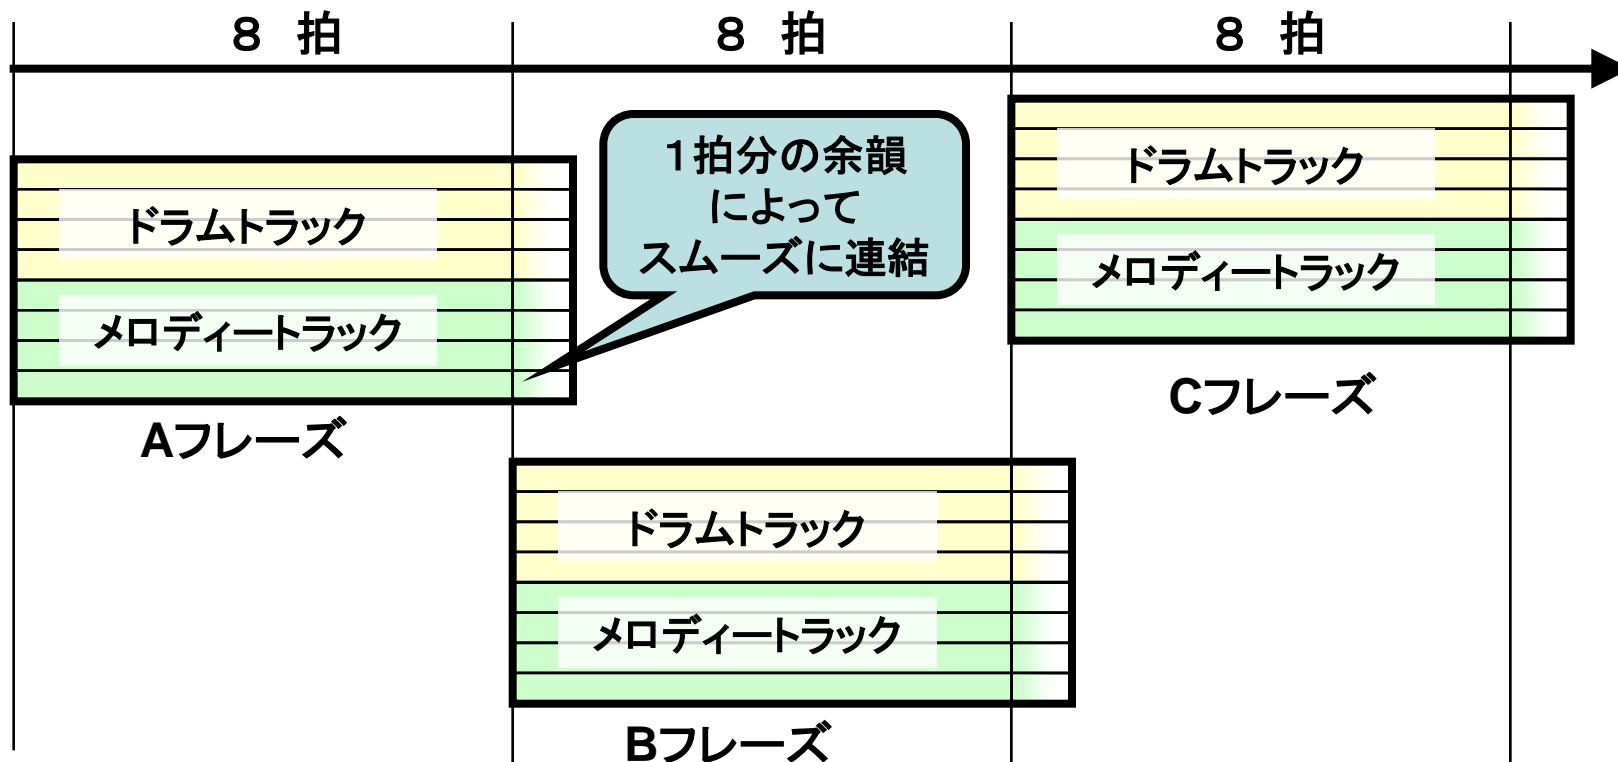 ８ 拍
８ 拍
８ 拍
ドラムトラック
メロディートラック
Aフレーズ
１拍分の余韻
によって
スムーズに連結
ドラムトラック
メロディートラック
Bフレーズ
ドラムトラック
メロディートラック
Cフレーズ